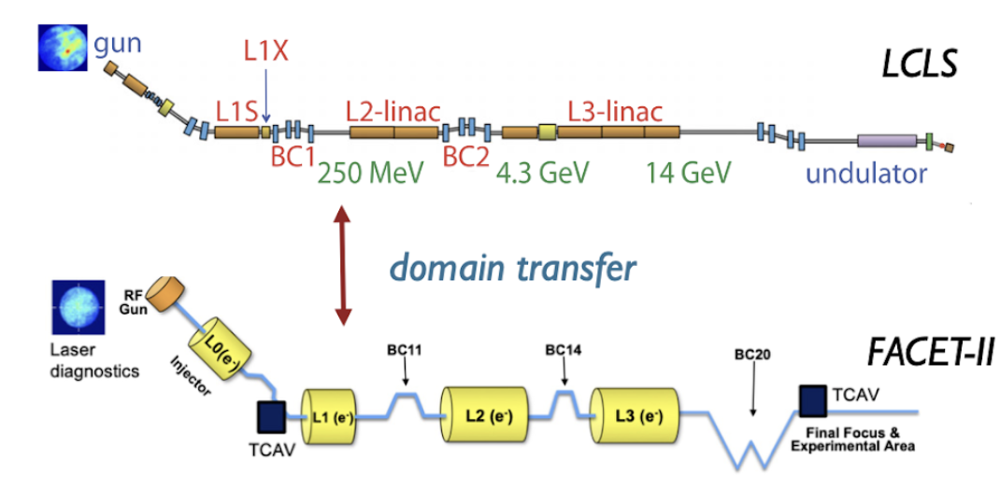 gun
L1X
LCLS
L1S
L2-linac
L3-linac
BC1
BC2
250 MeV
4.3 GeV
14 GeV
undulator
domain transfer
RF
Gun
Laser
diagnostics
L0(e-)
Injector
TCAV
L1 (e-)
BC11
L2 (e-)
BC14
L3 (e-)
BC20
FACET-II
TCAV
Final Focus &
Experimental Area